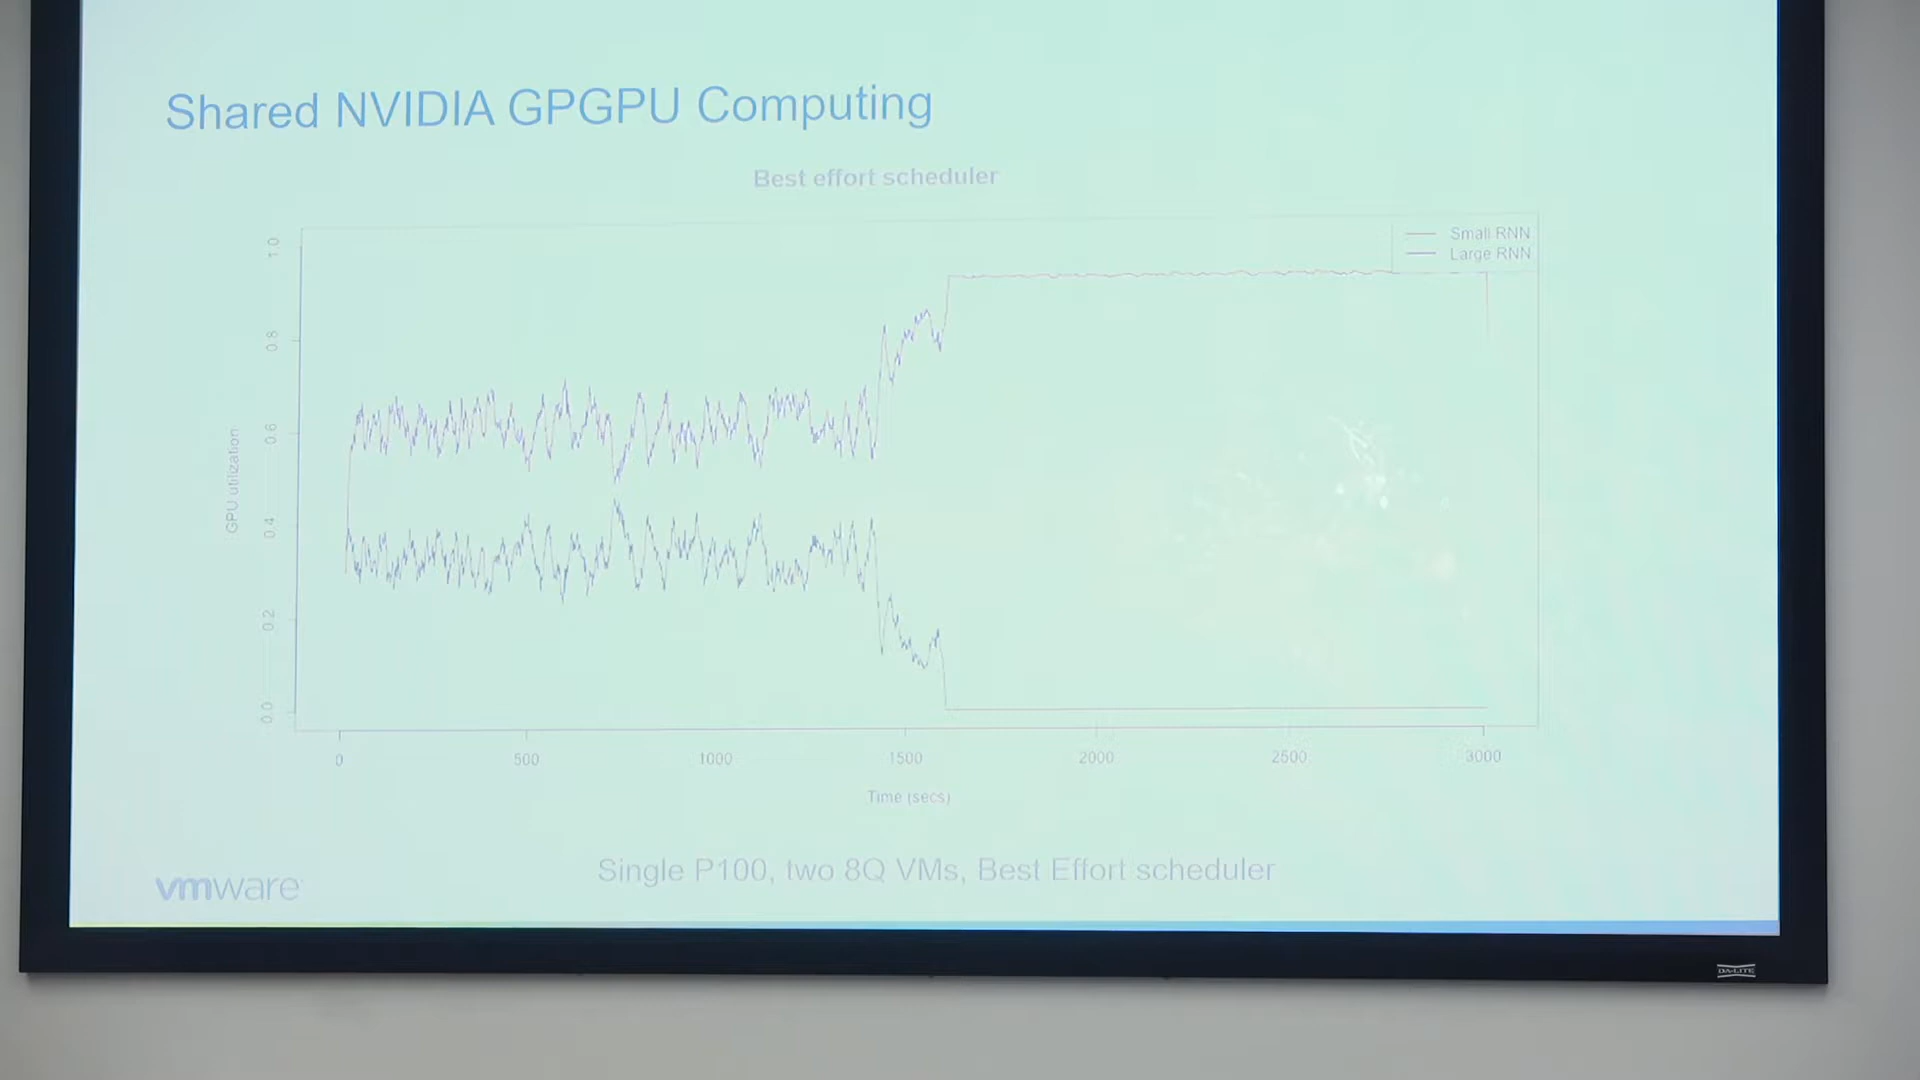 Shared NVIDIA GPGPU Computing
Best effort scheduler
Small RNN
Large RNN
1.0
0.8
0.6
0.4
0.2
0.0
GPU utilization
0 500 1000 1500 2000 2500 3000
Time (secs)
Single P100, two 8Q VMs, Best Effort scheduler
vmware
DA-LITE